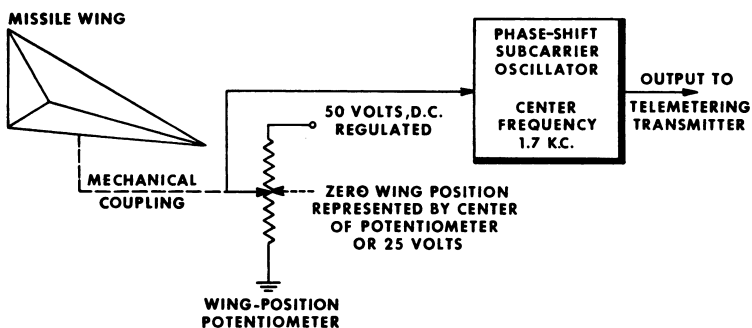 MISSILE WING
PHASE-SHIFT
SUBCARRIER
OSCILLATOR
CENTER
FREQUENCY
1.7 K.C.
OUTPUT TO
TELEMETERING
TRANSMITTER
50 VOLTS, D.C.
REGULATED
MECHANICAL
COUPLING
ZERO WING POSITION
REPRESENTED BY CENTER
OF POTENTIOMETER
OR 25 VOLTS
WING-POSITION
POTENTIOMETER